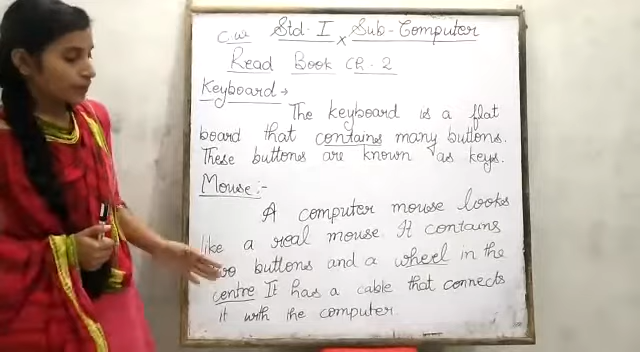 C.W Std - I x Sub - Computer
Read Book CP. 2
Keyboard →
The keyboard is a flat
board that contains many buttons.
These buttons are known as keys.
Mouse :-
A computer mouse looks
like a real mouse It contains
buttons and a wheel in the
centre It has a cable that connects
it with the computer